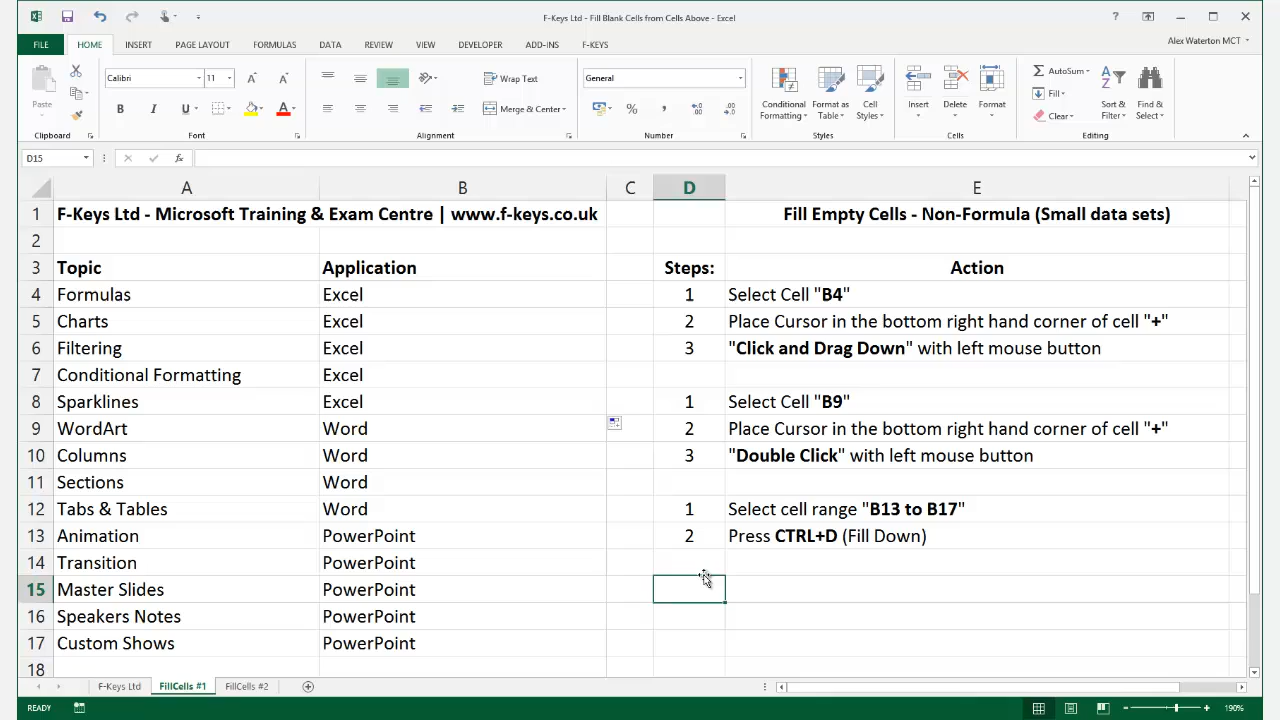 F-Keys Ltd - Fill Blank Cells from Cells Above - Excel
?
FILE HOME INSERT PAGE LAYOUT FORMULAS DATA REVIEW VIEW DEVELOPER ADD-INS F-KEYS
Alex Waterton MCT
Paste
Calibri 11
B I U A
Wrap Text
Merge & Center
General
%
Conditional Formatting
Format as Table
Cell Styles
Insert Delete Format
AutoSum
Fill
Clear
Sort & Filter
Find & Select
Clipboard Font Alignment Number Styles Cells Editing
D15 fx
A B C D E
1 F-Keys Ltd - Microsoft Training & Exam Centre | www.f-keys.co.uk Fill Empty Cells - Non-Formula (Small data sets)
2
3 Topic Application Steps: Action
4 Formulas Excel 1 Select Cell "B4"
5 Charts Excel 2 Place Cursor in the bottom right hand corner of cell "+"
6 Filtering Excel 3 "Click and Drag Down" with left mouse button
7 Conditional Formatting Excel
8 Sparklines Excel 1 Select Cell "B9"
9 WordArt Word 2 Place Cursor in the bottom right hand corner of cell "+"
10 Columns Word 3 "Double Click" with left mouse button
11 Sections Word
12 Tabs & Tables Word 1 Select cell range "B13 to B17"
13 Animation PowerPoint 2 Press CTRL+D (Fill Down)
14 Transition PowerPoint
15 Master Slides PowerPoint
16 Speakers Notes PowerPoint
17 Custom Shows PowerPoint
18
F-Keys Ltd FillCells #1 FillCells #2
READY 190%